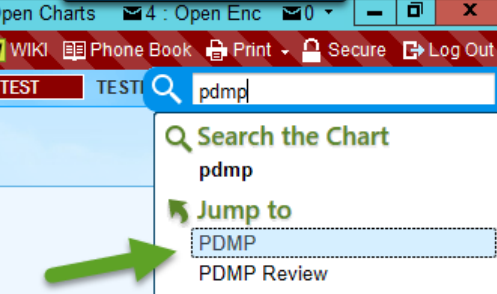 Open Charts 4 : Open Enc 0
WIKI Phone Book Print Secure Log Out
TEST TESTI pdmp
Search the Chart
pdmp
Jump to
PDMP
PDMP Review